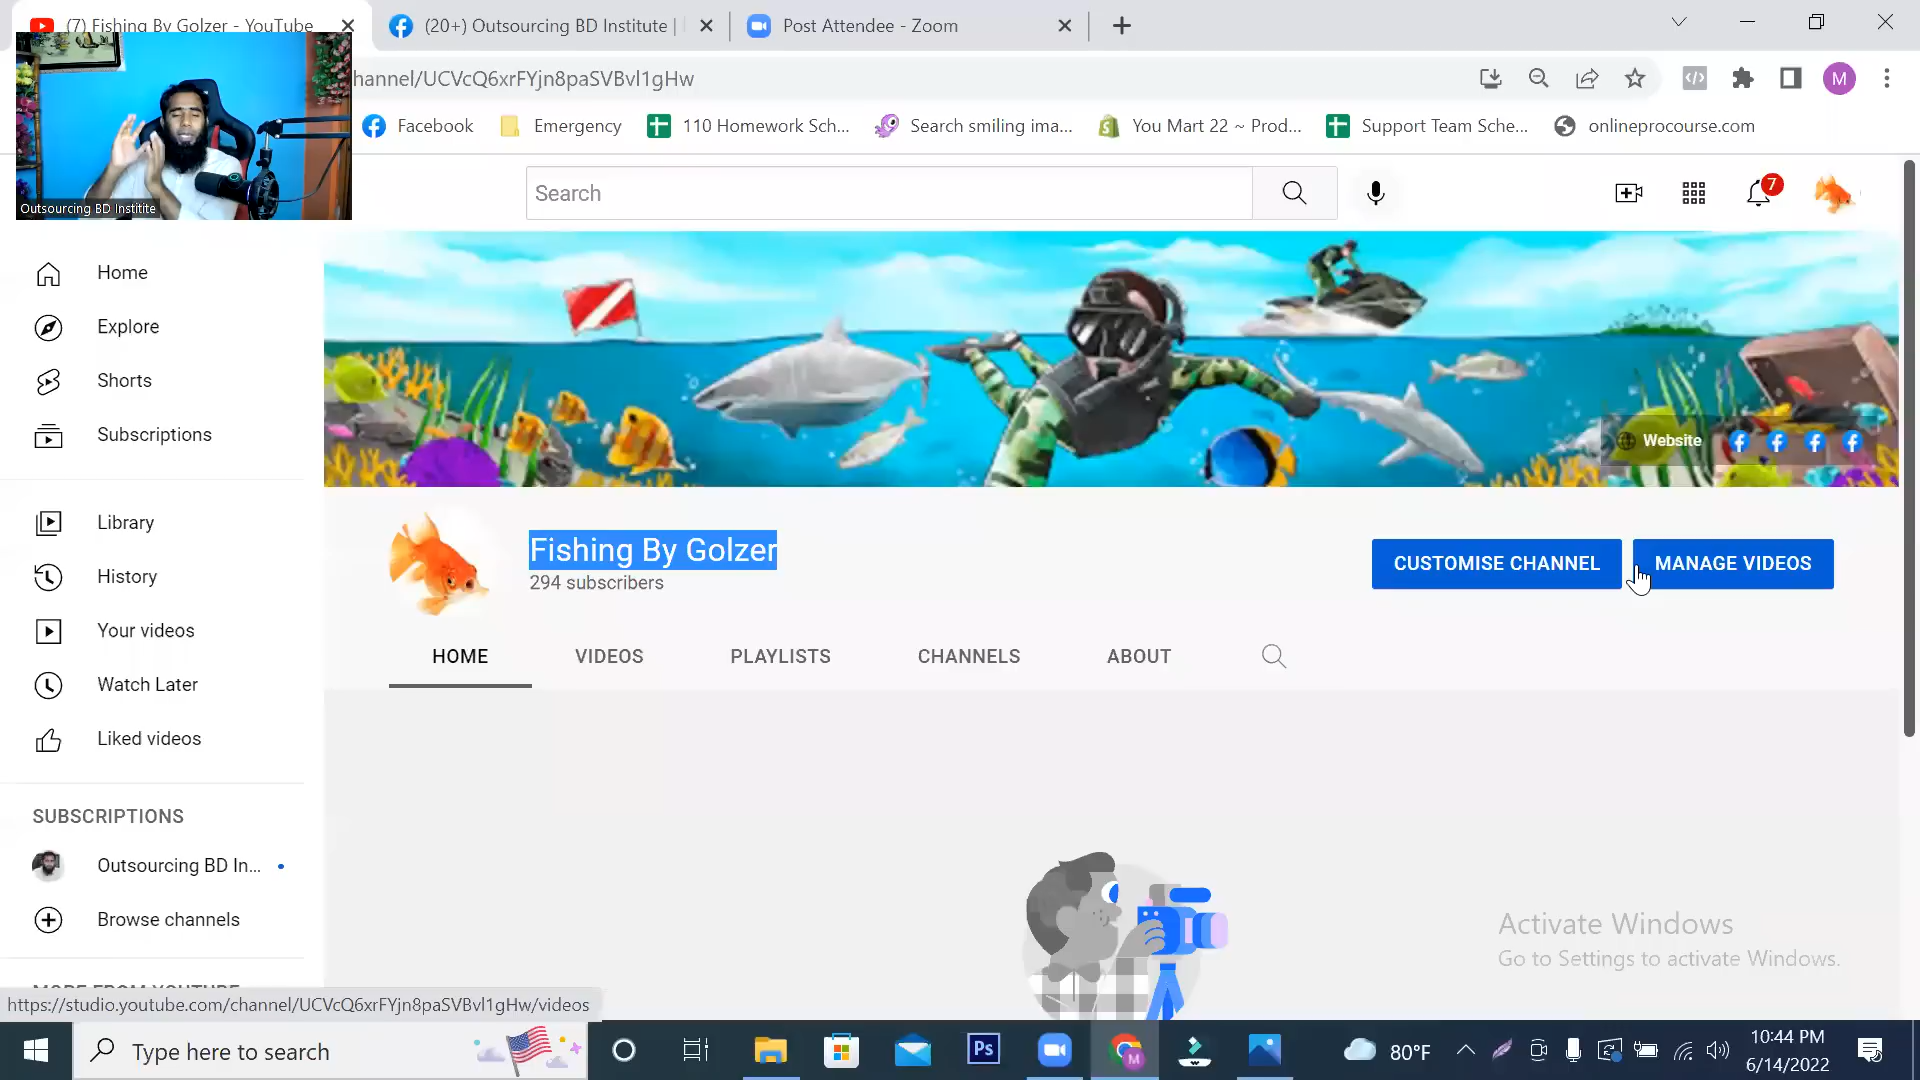 (7) Fishing By Golzer - YouTube
(20+) Outsourcing BD Institute |
Post Attendee - Zoom
hannel/UCVcQ6xrFYjn8paSVBvl1gHw
M
Facebook
Emergency
110 Homework Sch...
Search smiling ima...
You Mart 22 ~ Prod...
Support Team Sche...
onlineprocourse.com
Outsourcing BD Institite
Search
7
Home
Explore
Shorts
Subscriptions
Library
History
Your videos
Watch Later
Liked videos
SUBSCRIPTIONS
Outsourcing BD In...
Browse channels
MORE FROM YOUTUBE
Website
Fishing By Golzer
294 subscribers
CUSTOMISE CHANNEL
MANAGE VIDEOS
HOME
VIDEOS
PLAYLISTS
CHANNELS
ABOUT
Activate Windows
Go to Settings to activate Windows.
https://studio.youtube.com/channel/UCVcQ6xrFYjn8paSVBvl1gHw/videos
Type here to search
Ps
M
80°F
10:44 PM
6/14/2022